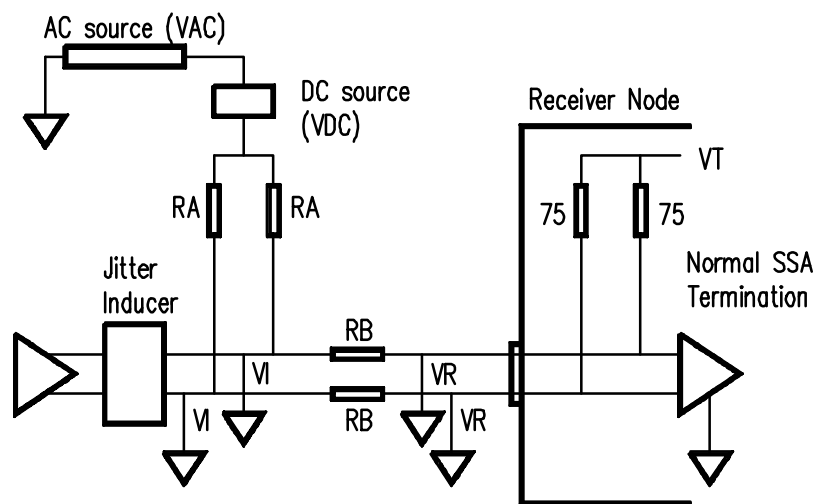 AC source (VAC)
DC source
(VDC)
Receiver Node
VT
RA
RA
75
75
Jitter
Inducer
Normal SSA
Termination
RB
VI
VR
VI
RB
VR